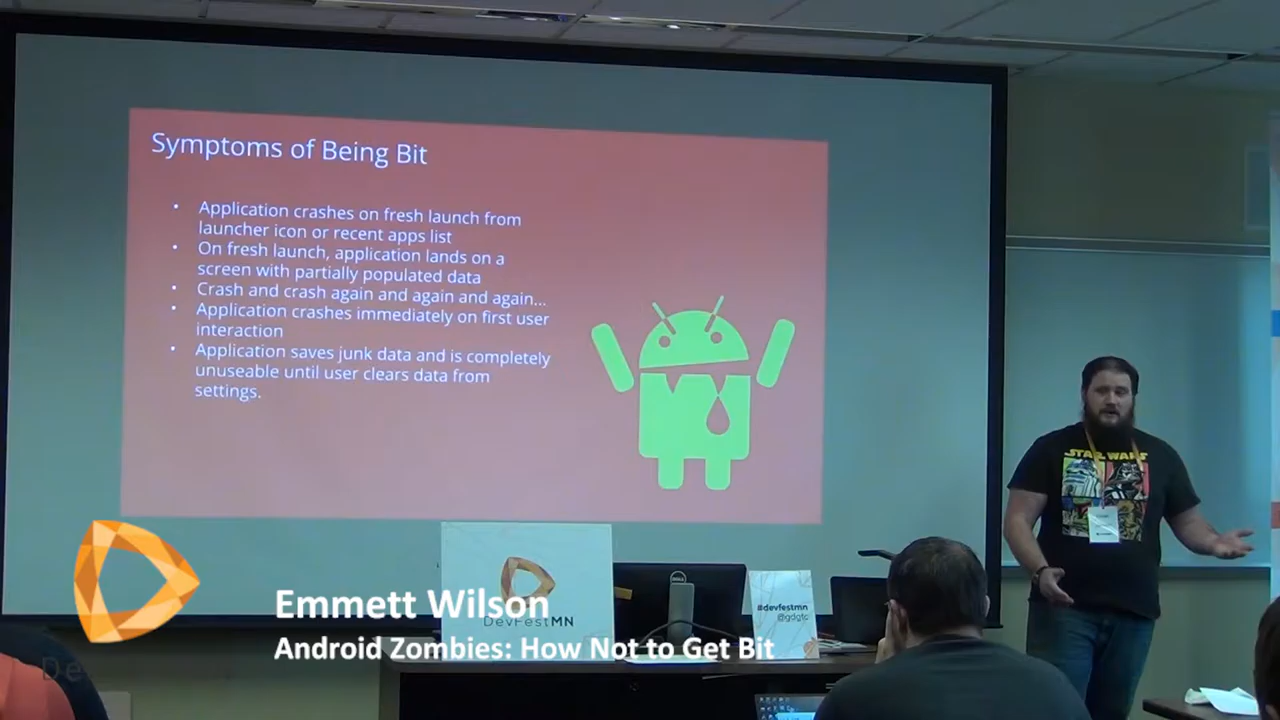 Symptoms of Being Bit
• Application crashes on fresh launch from
launcher icon or recent apps list
• On fresh launch, application lands on a
screen with partially populated data
• Crash and crash again and again and again...
• Application crashes immediately on first user
interaction
• Application saves junk data and is completely
unuseable until user clears data from
settings.
STAR WARS
DevFestMN
DELL
#devfestmn
@gdgtc
Emmett Wilson
Android Zombies: How Not to Get Bit